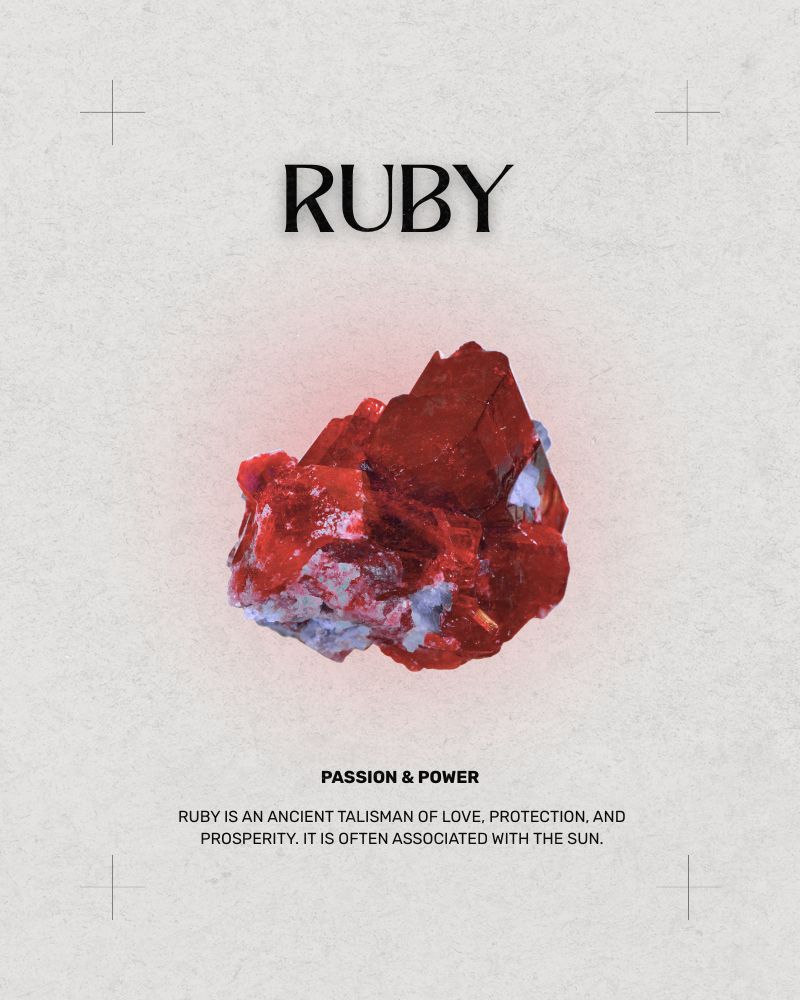 RUBY
PASSION & POWER
RUBY IS AN ANCIENT TALISMAN OF LOVE, PROTECTION, AND
PROSPERITY. IT IS OFTEN ASSOCIATED WITH THE SUN.